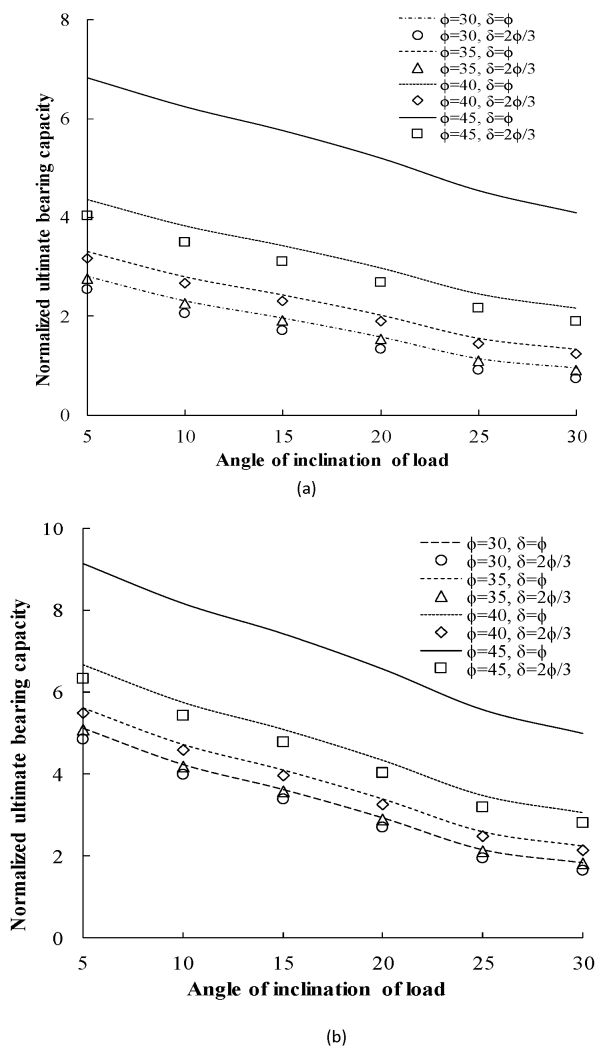 ϕ=30, δ=ϕ
ϕ=30, δ=2ϕ/3
ϕ=35, δ=ϕ
ϕ=35, δ=2ϕ/3
ϕ=40, δ=ϕ
ϕ=40, δ=2ϕ/3
ϕ=45, δ=ϕ
ϕ=45, δ=2ϕ/3
Normalized ultimate bearing capacity
8
6
4
2
0
5 10 15 20 25 30
Angle of inclination of load
(a)
ϕ=30, δ=ϕ
ϕ=30, δ=2ϕ/3
ϕ=35, δ=ϕ
ϕ=35, δ=2ϕ/3
ϕ=40, δ=ϕ
ϕ=40, δ=2ϕ/3
ϕ=45, δ=ϕ
ϕ=45, δ=2ϕ/3
Normalized ultimate bearing capacity
10
8
6
4
2
0
5 10 15 20 25 30
Angle of inclination of load
(b)